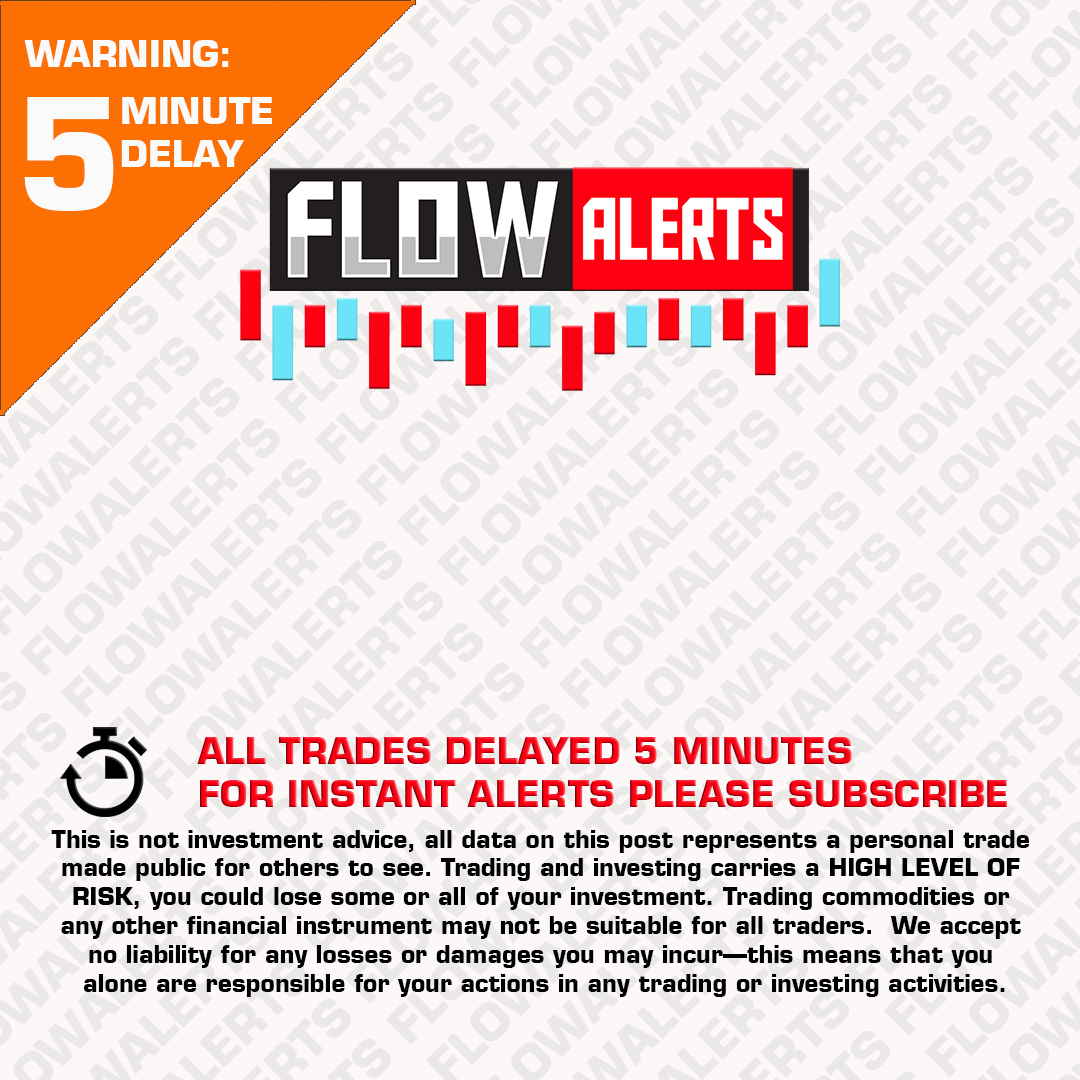 WARNING:
5 MINUTE
DELAY
FLOW ALERTS
ALL TRADES DELAYED 5 MINUTES
FOR INSTANT ALERTS PLEASE SUBSCRIBE
This is not investment advice, all data on this post represents a personal trade
made public for others to see. Trading and investing carries a HIGH LEVEL OF
RISK, you could lose some or all of your investment. Trading commodities or
any other financial instrument may not be suitable for all traders.  We accept
no liability for any losses or damages you may incur—this means that you
alone are responsible for your actions in any trading or investing activities.